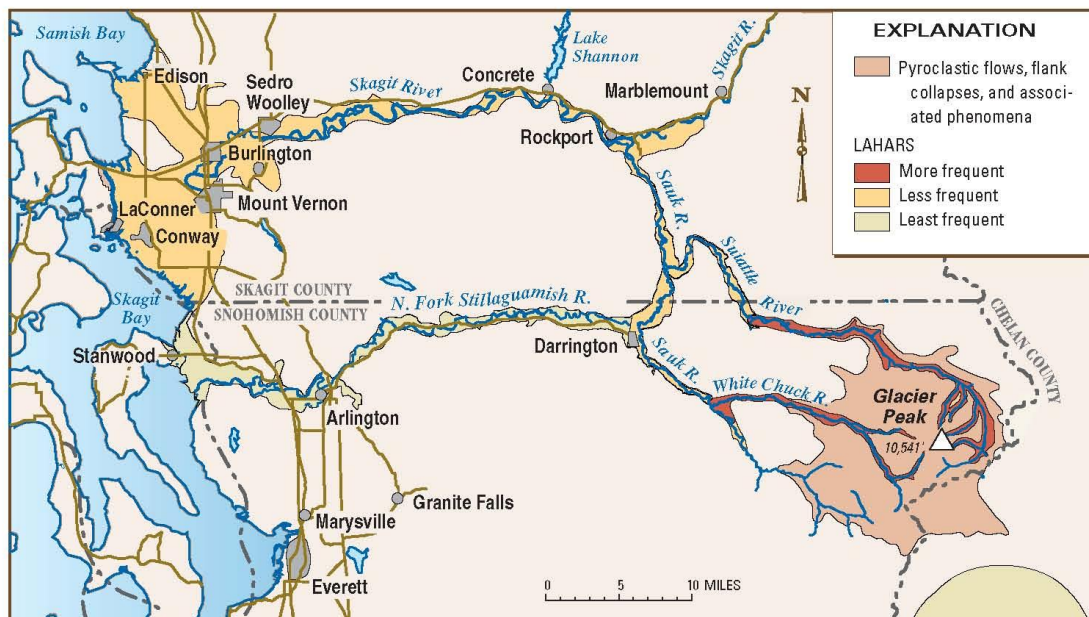 Samish Bay
Edison
Sedro
Woolley
Skagit River
Concrete
Lake
Shannon
Marblemount
Skagit R.
Rockport
Burlington
Mount Vernon
LaConner
Conway
Sauk R.
Suiattle
River
SKAGIT COUNTY
SNOHOMISH COUNTY
N. Fork Stillaguamish R.
Skagit
Bay
Stanwood
Darrington
Sauk R.
White Chuck R.
Glacier
Peak
10,541'
CHELAN COUNTY
Arlington
Granite Falls
Marysville
Everett
0 5 10 MILES
N
EXPLANATION
Pyroclastic flows, flank
collapses, and associ-
ated phenomena
LAHARS
More frequent
Less frequent
Least frequent